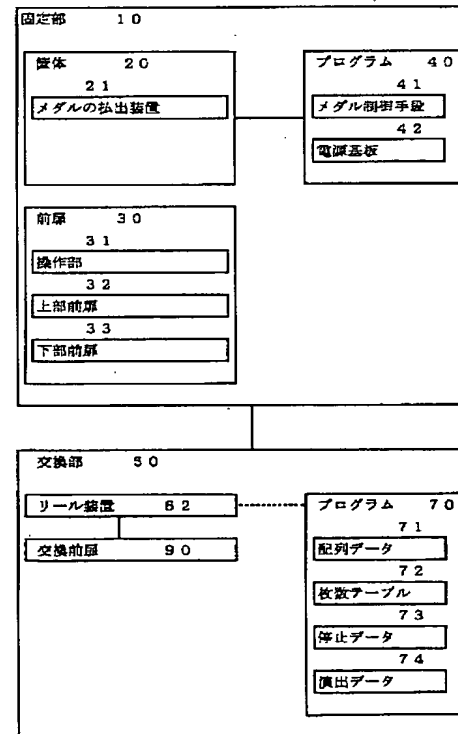 固定部 10
筐体 20
21
メダルの払出装置
プログラム 40
41
メダル制御手段
42
電源基板
前扉 30
31
操作部
32
上部前扉
33
下部前扉
交換部 50
リール装置 62
交換前扉 90
プログラム 70
71
配列データ
72
枚数テーブル
73
停止データ
74
演出データ